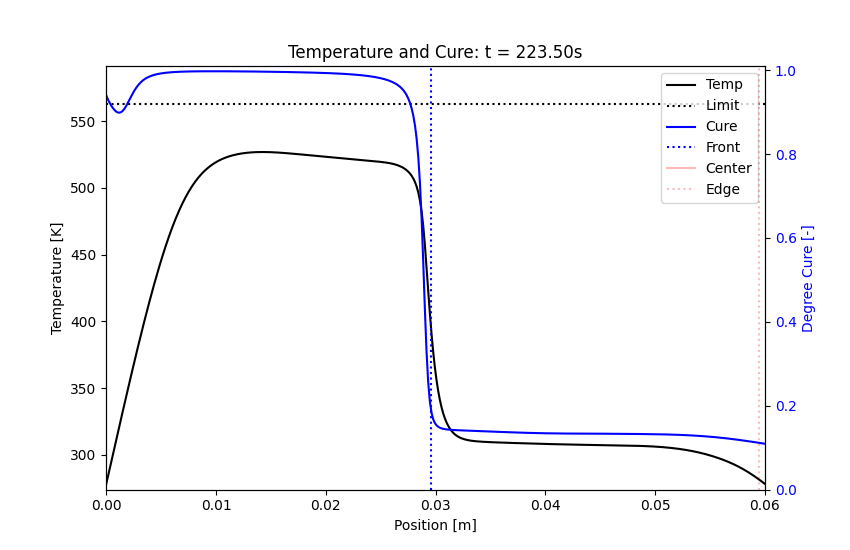 Temperature and Cure: t = 223.50s
Temperature [K]
550
500
450
400
350
300
Temp
Limit
Cure
Front
Center
Edge
1.0
0.8
0.6
0.4
0.2
0.0
Degree Cure [-]
0.00 0.01 0.02 0.03 0.04 0.05 0.06
Position [m]